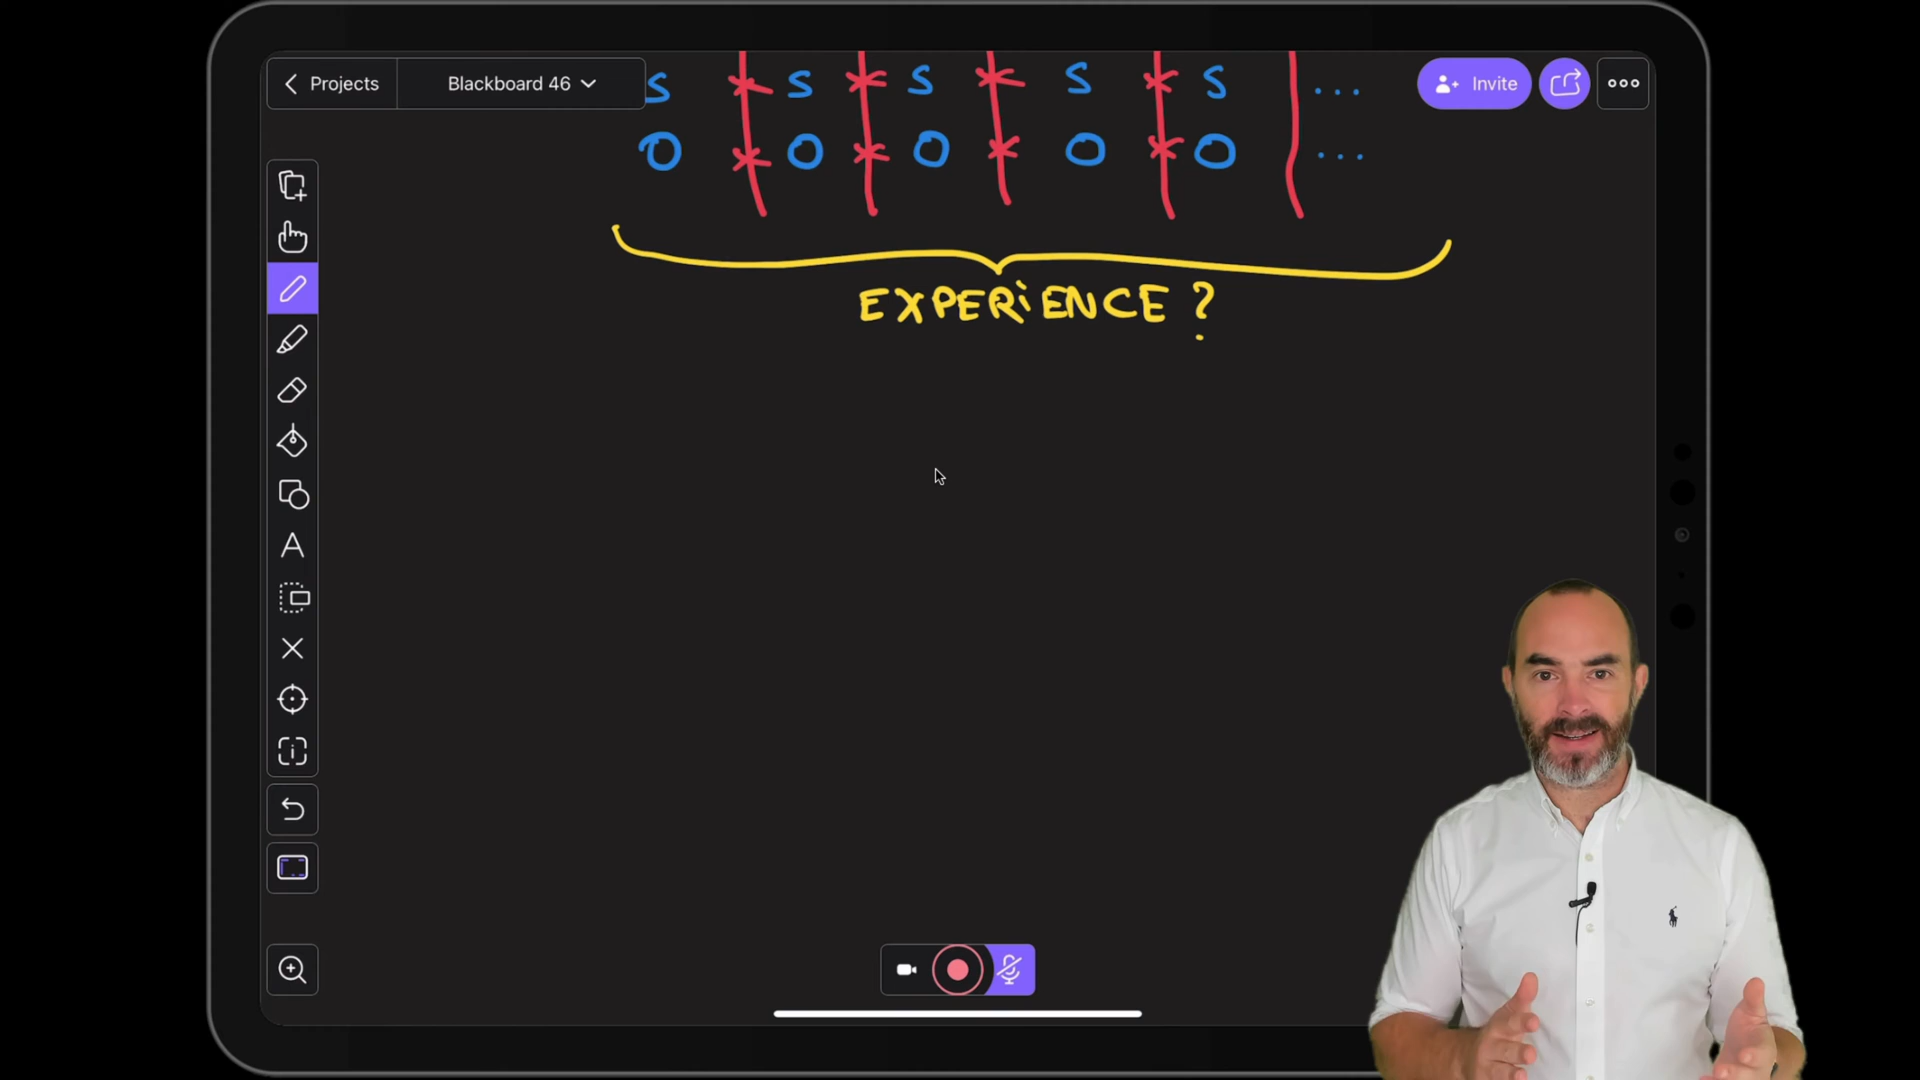 Projects
Blackboard 46
Invite
S S S S S ...
O O O O O ...
EXPERiENCE ?
A